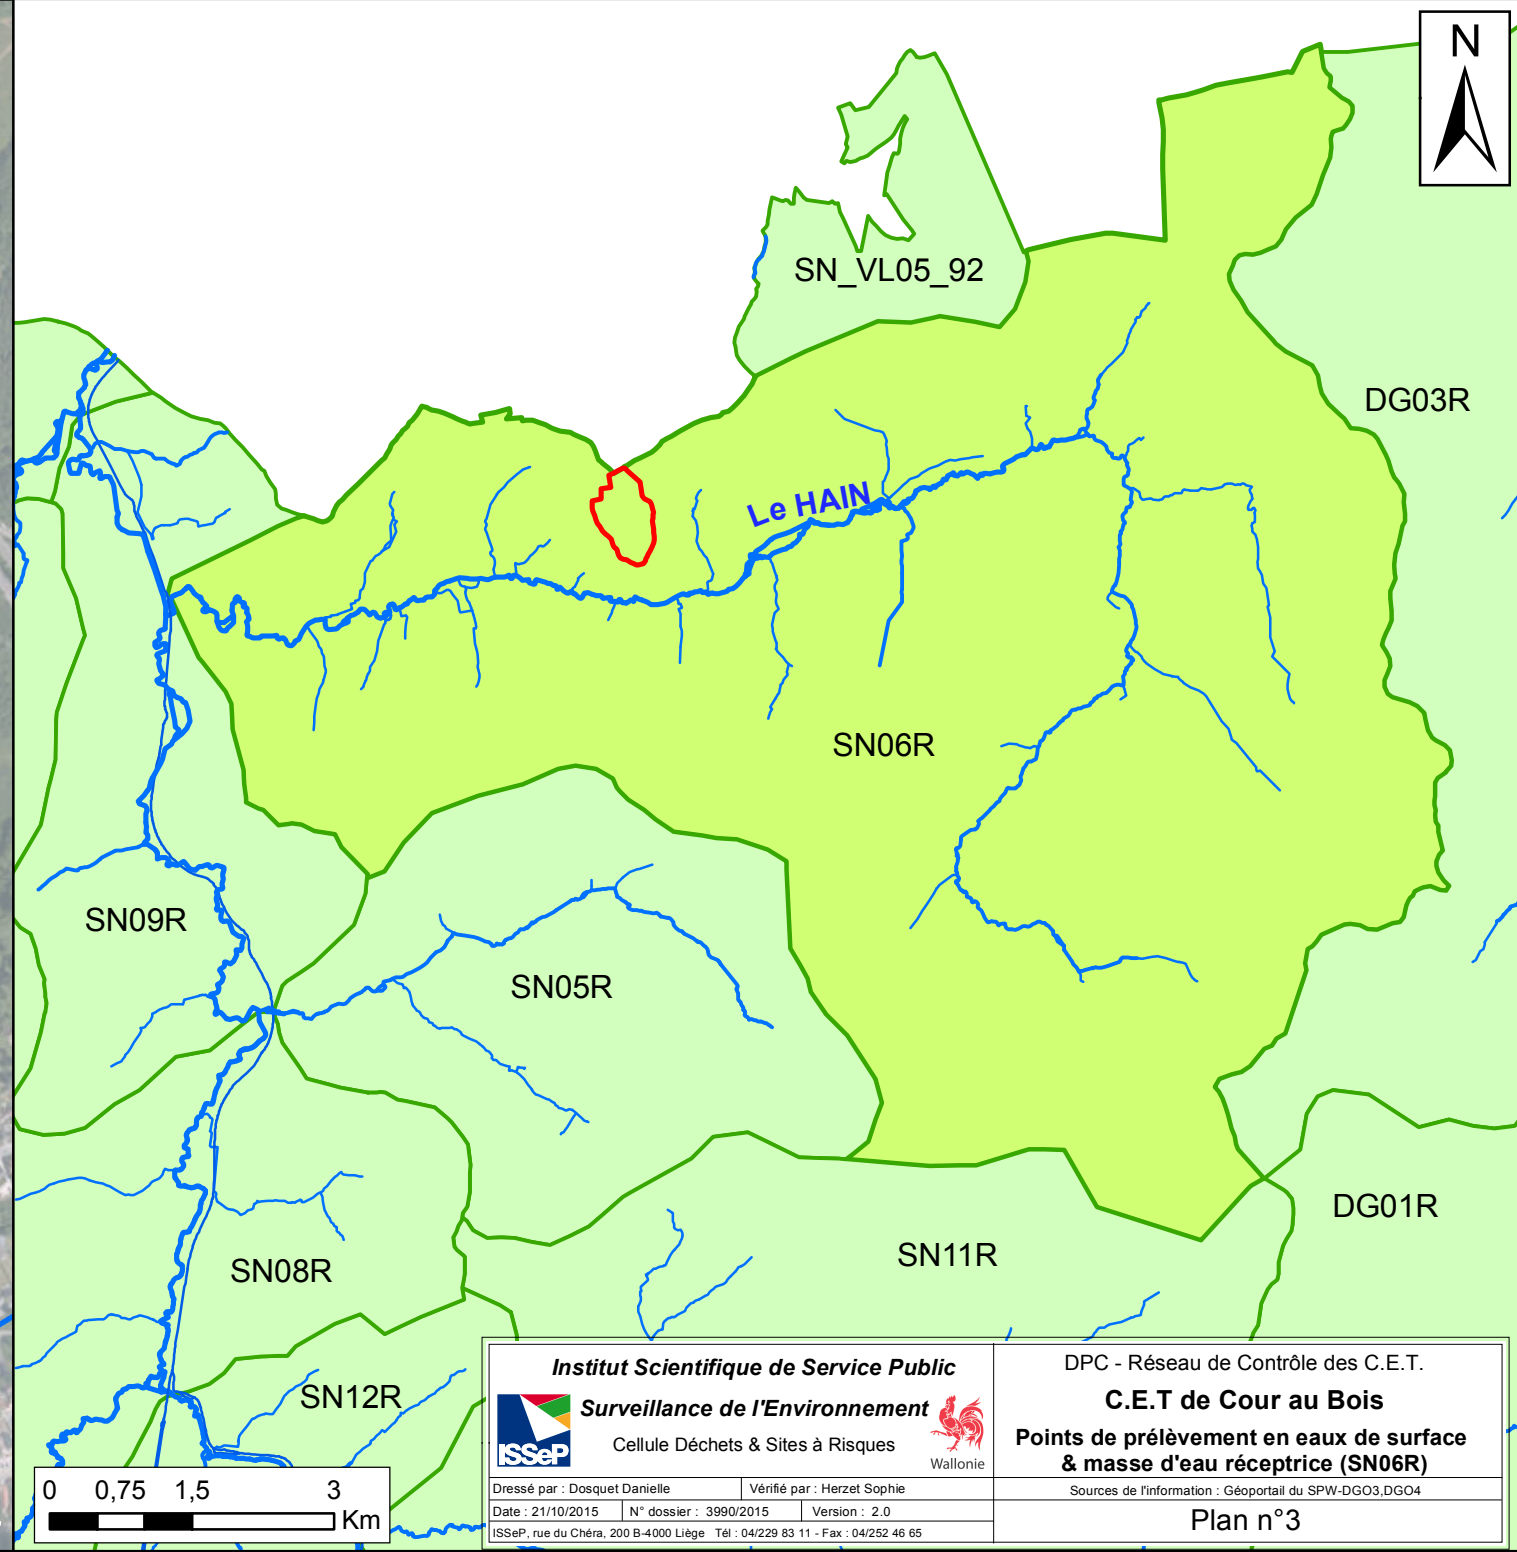 N
SN_VL05_92
DG03R
Le HAIN
SN06R
SN09R
SN05R
DG01R
SN11R
SN08R
SN12R
0 0,75 1,5 3
Km
Institut Scientifique de Service Public
Surveillance de l'Environnement
Cellule Déchets & Sites à Risques
ISSeP
Wallonie
Dressé par : Dosquet Danielle
Vérifié par : Herzet Sophie
Date : 21/10/2015
N° dossier : 3990/2015
Version : 2.0
ISSeP, rue du Chéra, 200 B-4000 Liège Tél : 04/229 83 11 - Fax : 04/252 46 65
DPC - Réseau de Contrôle des C.E.T.
C.E.T de Cour au Bois
Points de prélèvement en eaux de surface
& masse d'eau réceptrice (SN06R)
Sources de l'information : Géoportail du SPW-DGO3,DGO4
Plan n°3